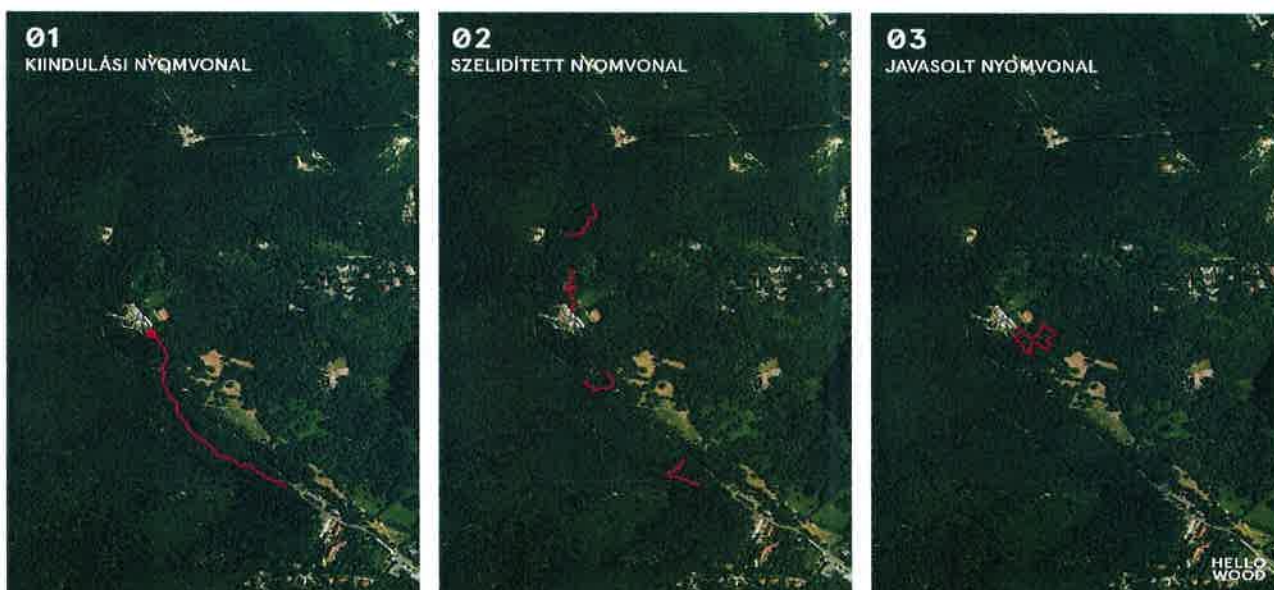 01
KIINDULÁSI NYOMVONAL
02
SZELIDÍTETT NYOMVONAL
03
JAVASOLT NYOMVONAL
HELLO
WOOD